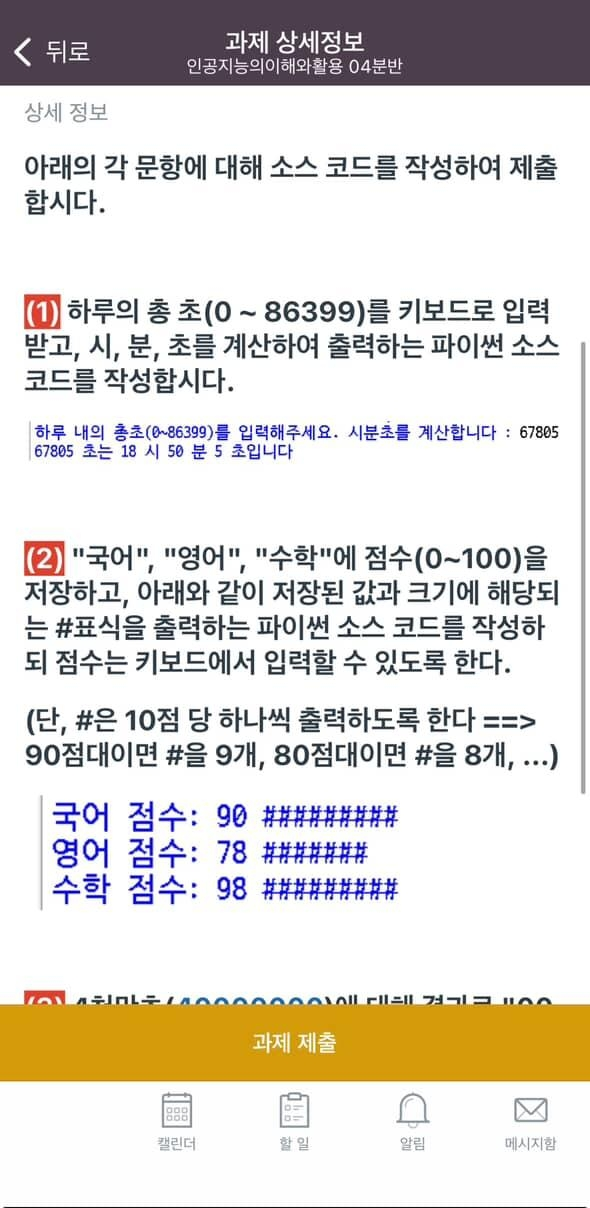 뒤로
과제 상세정보
인공지능의이해와활용 04분반
상세 정보
아래의 각 문항에 대해 소스 코드를 작성하여 제출
합시다.
(1) 하루의 총 초(0 ~ 86399)를 키보드로 입력
받고, 시, 분, 초를 계산하여 출력하는 파이썬 소스
코드를 작성합시다.
하루 내의 총초(0~86399)를 입력해주세요. 시분초를 계산합니다 : 67805
67805 초는 18 시 50 분 5 초입니다
(2) "국어", "영어", "수학"에 점수(0~100)을
저장하고, 아래와 같이 저장된 값과 크기에 해당되
는 #표식을 출력하는 파이썬 소스 코드를 작성하
되 점수는 키보드에서 입력할 수 있도록 한다.
(단, #은 10점 당 하나씩 출력하도록 한다 ==>
90점대이면 #을 9개, 80점대이면 #을 8개, ...)
국어 점수: 90 #########
영어 점수: 78 #######
수학 점수: 98 #########
과제 제출
캘린더
할 일
알림
메시지함